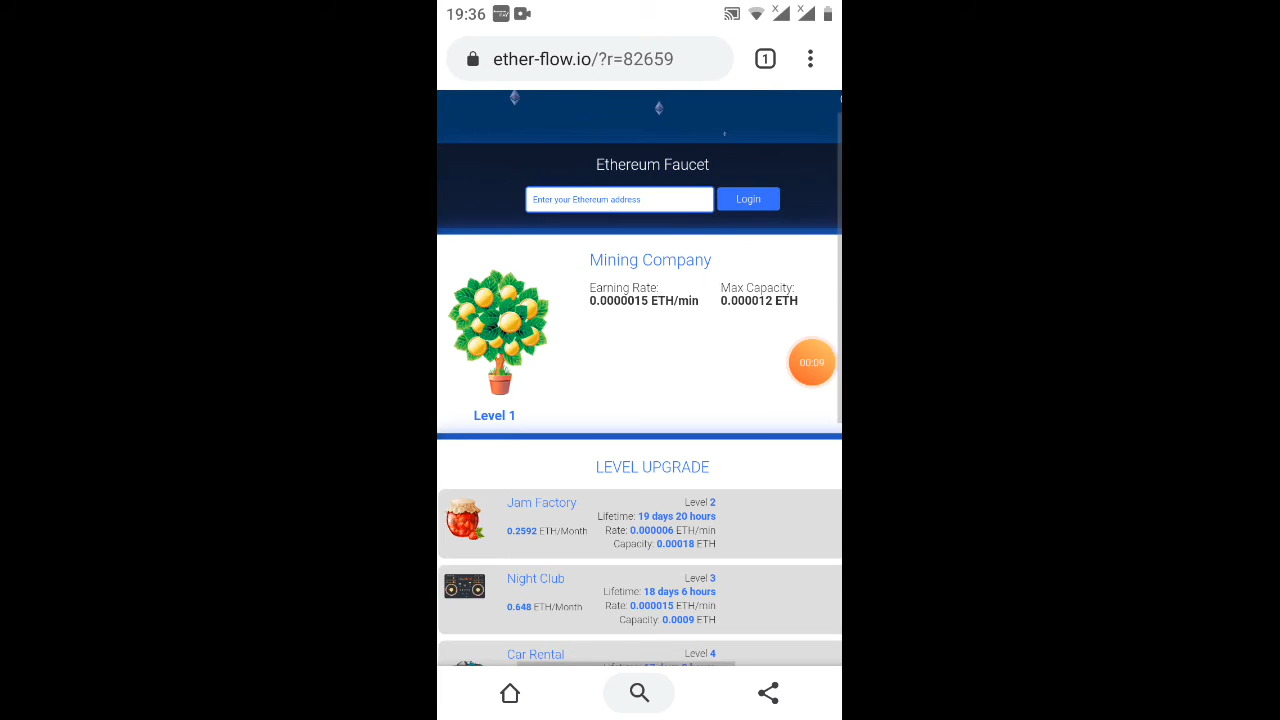 19:36
ether-flow.io/?r=82659
1
Ethereum Faucet
Enter your Ethereum address
Login
Mining Company
Earning Rate:
0.0000015 ETH/min
Max Capacity:
0.000012 ETH
00:09
Level 1
LEVEL UPGRADE
Jam Factory
0.2592 ETH/Month
Level 2
Lifetime: 19 days 20 hours
Rate: 0.000006 ETH/min
Capacity: 0.00018 ETH
Night Club
0.648 ETH/Month
Level 3
Lifetime: 18 days 6 hours
Rate: 0.000015 ETH/min
Capacity: 0.0009 ETH
Car Rental
Level 4